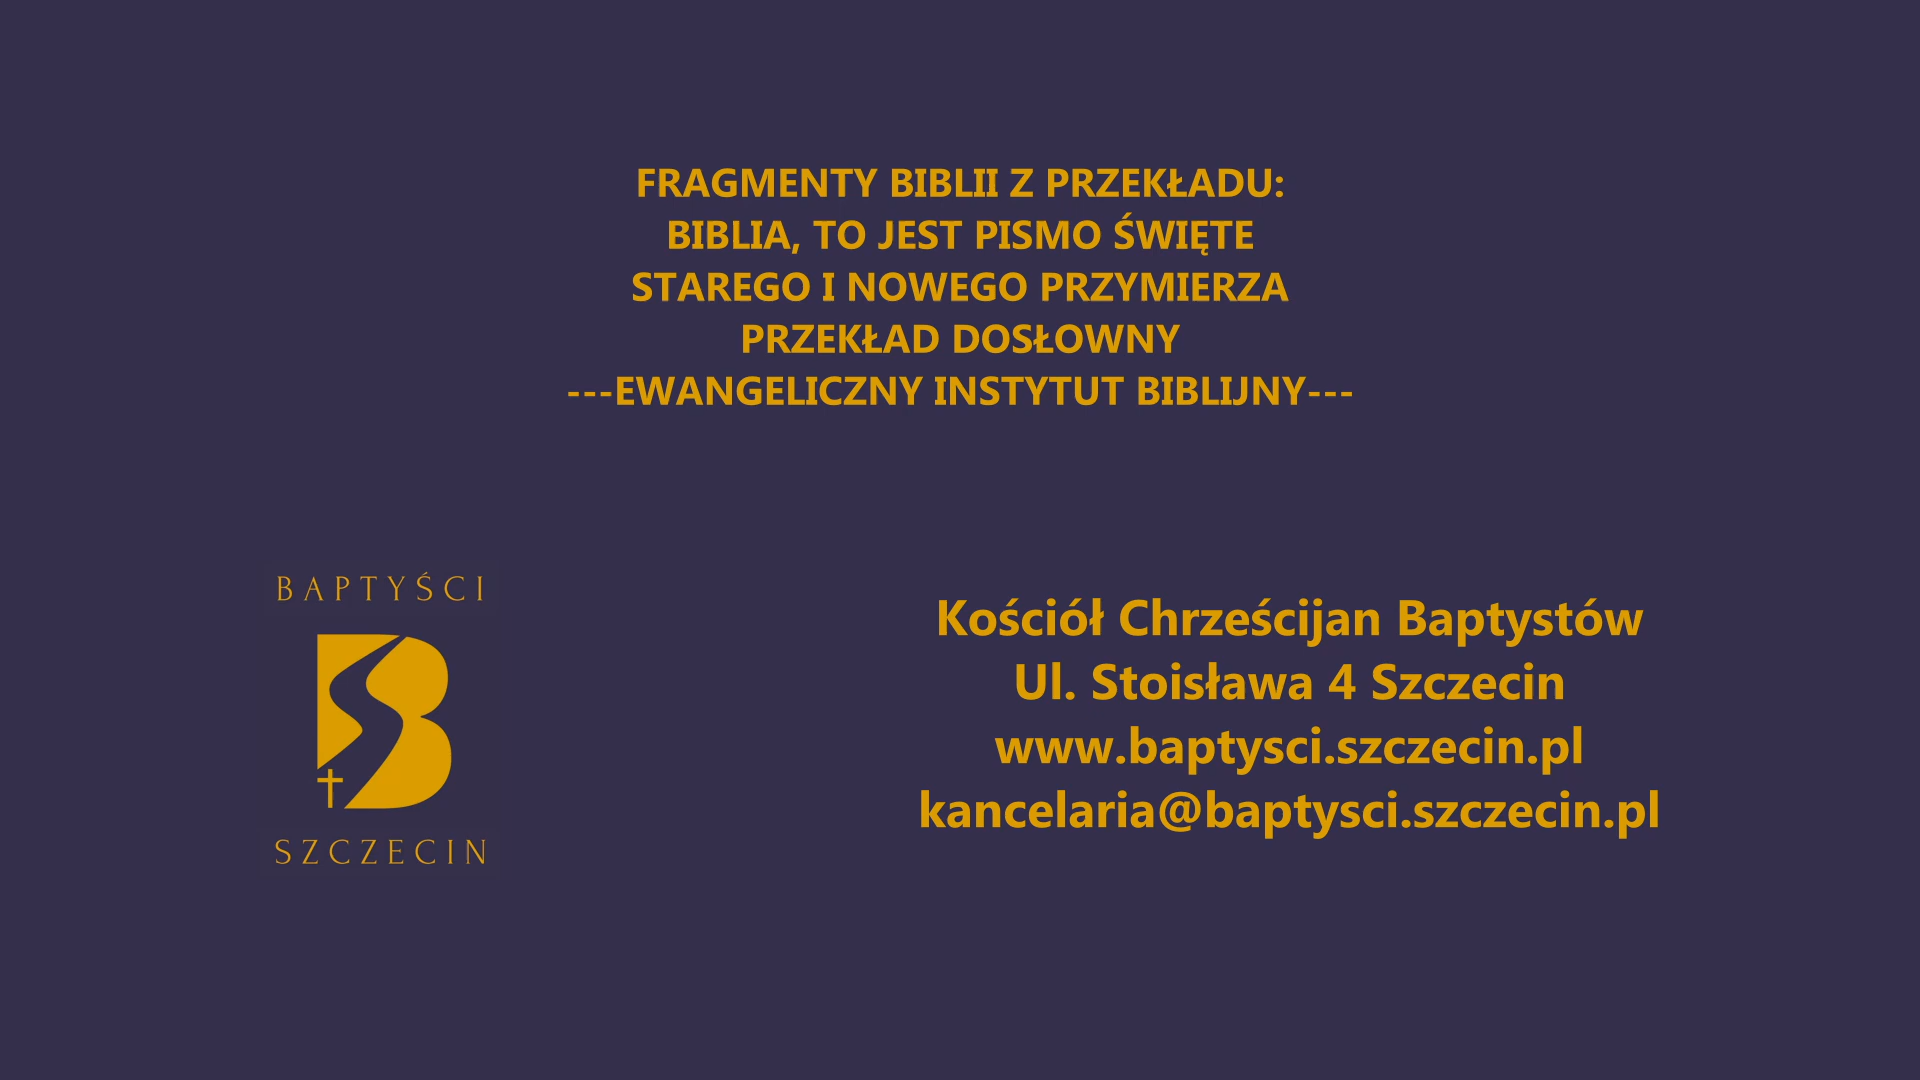 FRAGMENTY BIBLII Z PRZEKŁADU:
BIBLIA, TO JEST PISMO ŚWIĘTE
STAREGO I NOWEGO PRZYMIERZA
PRZEKŁAD DOSŁOWNY
---EWANGELICZNY INSTYTUT BIBLIJNY---
BAPTYŚCI
B
SZCZECIN
Kościół Chrześcijan Baptystów
Ul. Stoisława 4 Szczecin
www.baptysci.szczecin.pl
kancelaria@baptysci.szczecin.pl